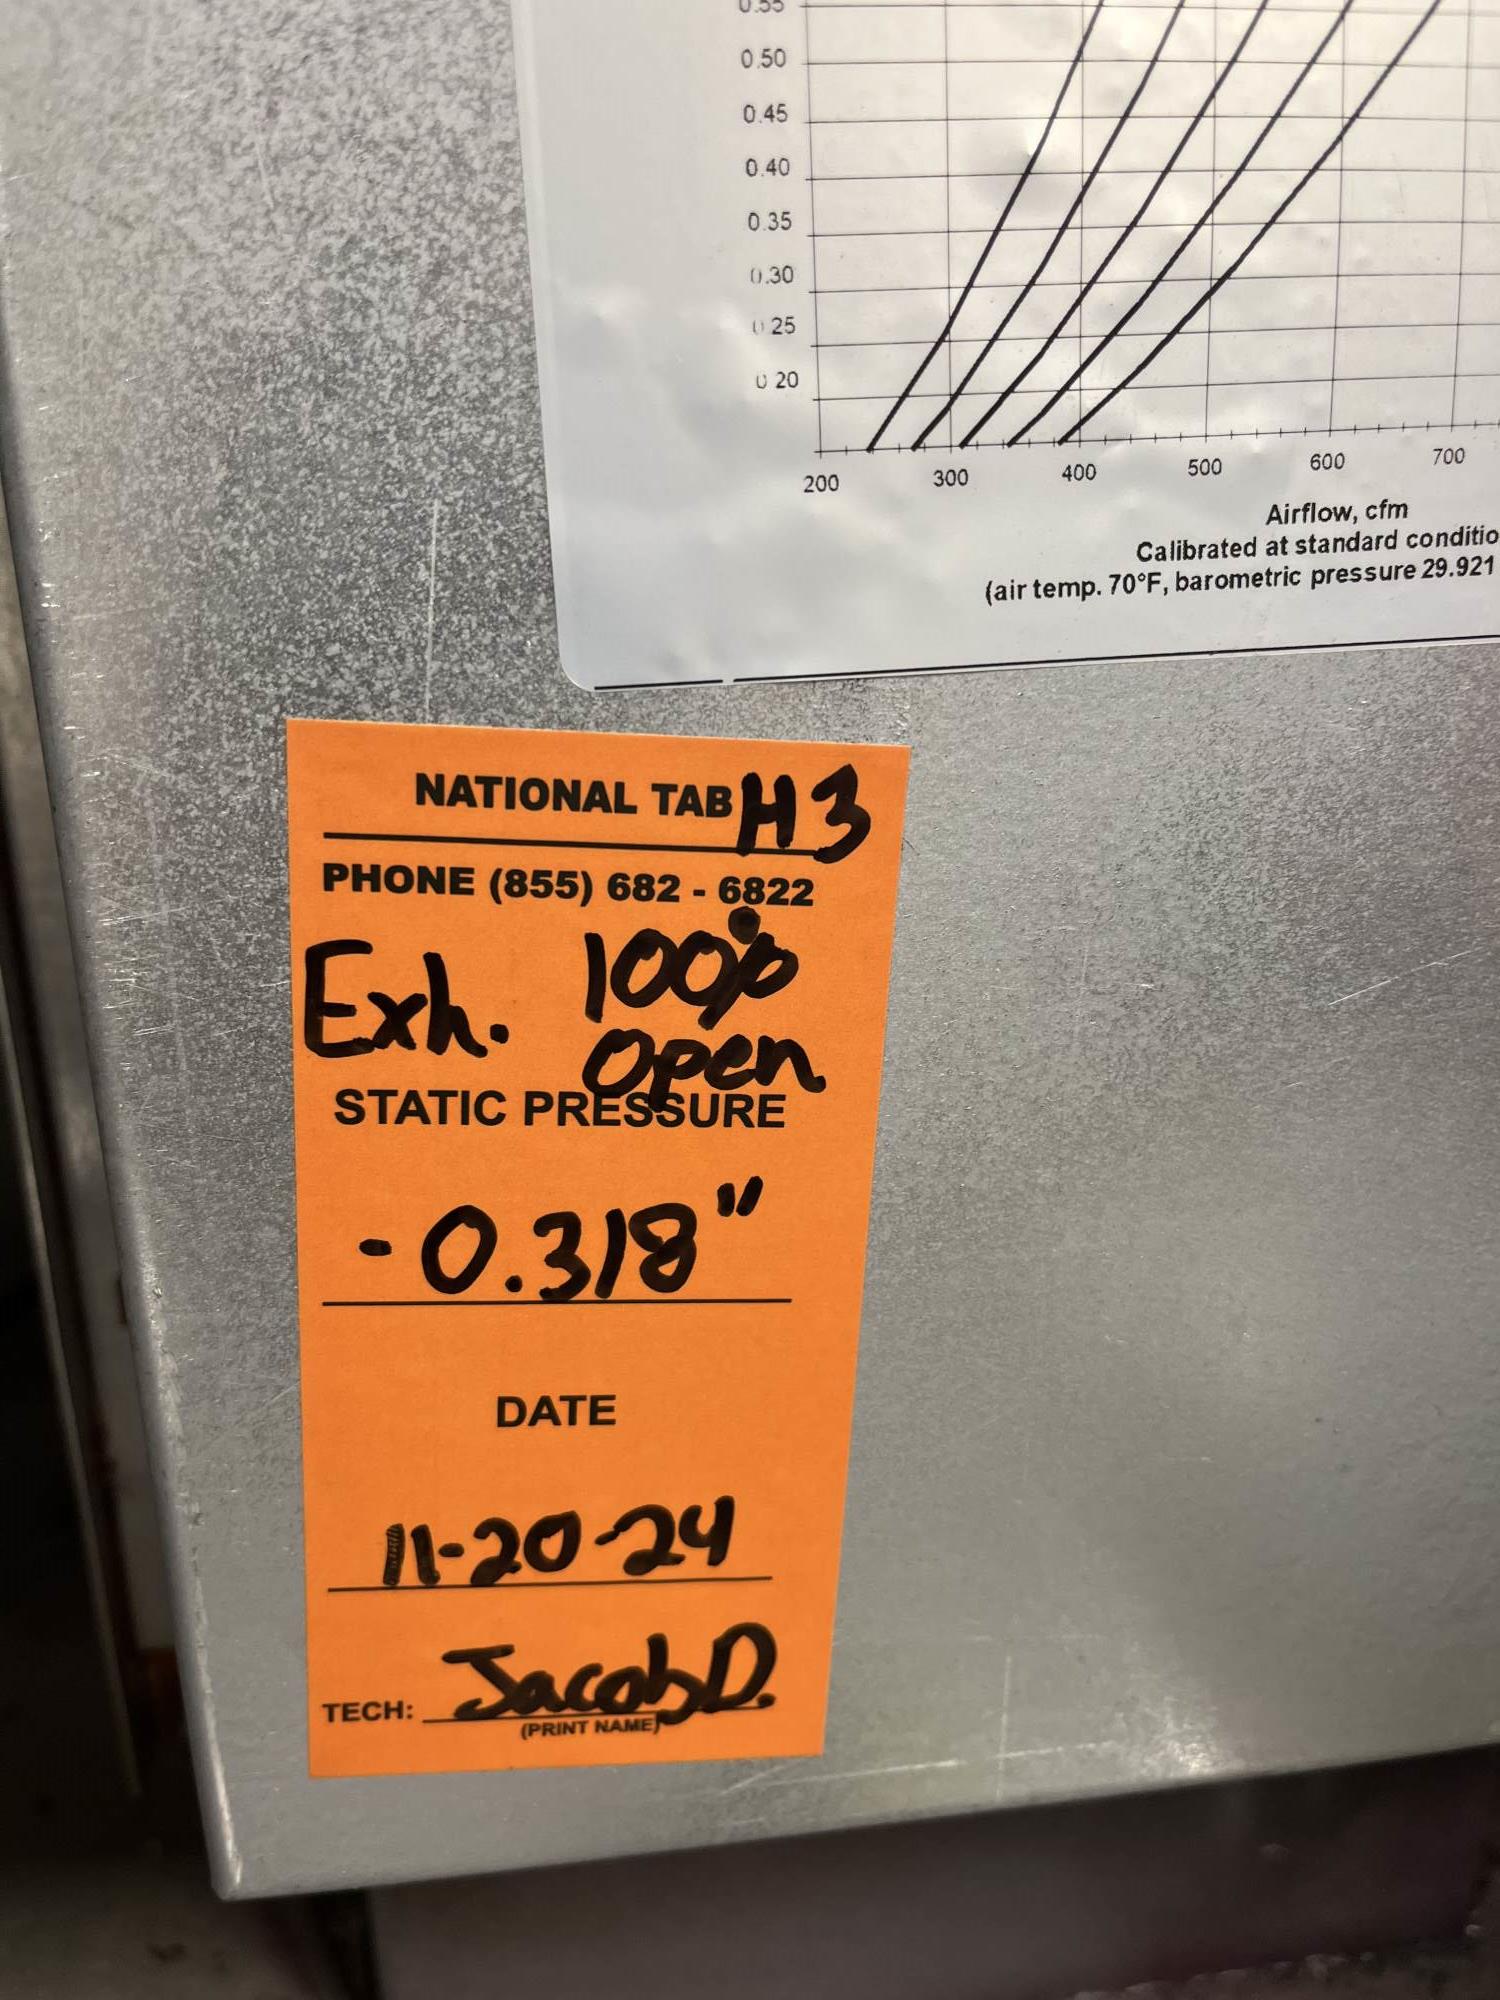 0.55
0.50
0.45
0.40
0.35
0.30
0.25
0.20
200 300 400 500 600 700
Airflow, cfm
Calibrated at standard conditio
(air temp. 70°F, barometric pressure 29.921
NATIONAL TAB H3
PHONE (855) 682 - 6822
Exh. 100%
Open
STATIC PRESSURE
-0.318"
DATE
11-20-24
TECH: Jacob D.
(PRINT NAME)